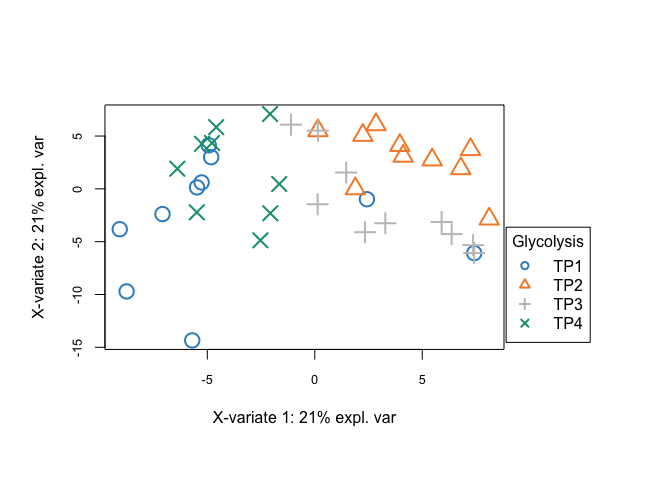 X-variate 2: 21% expl. var
5
0
-5
-10
-15
-5
0
5
X-variate 1: 21% expl. var
Glycolysis
TP1
TP2
TP3
TP4